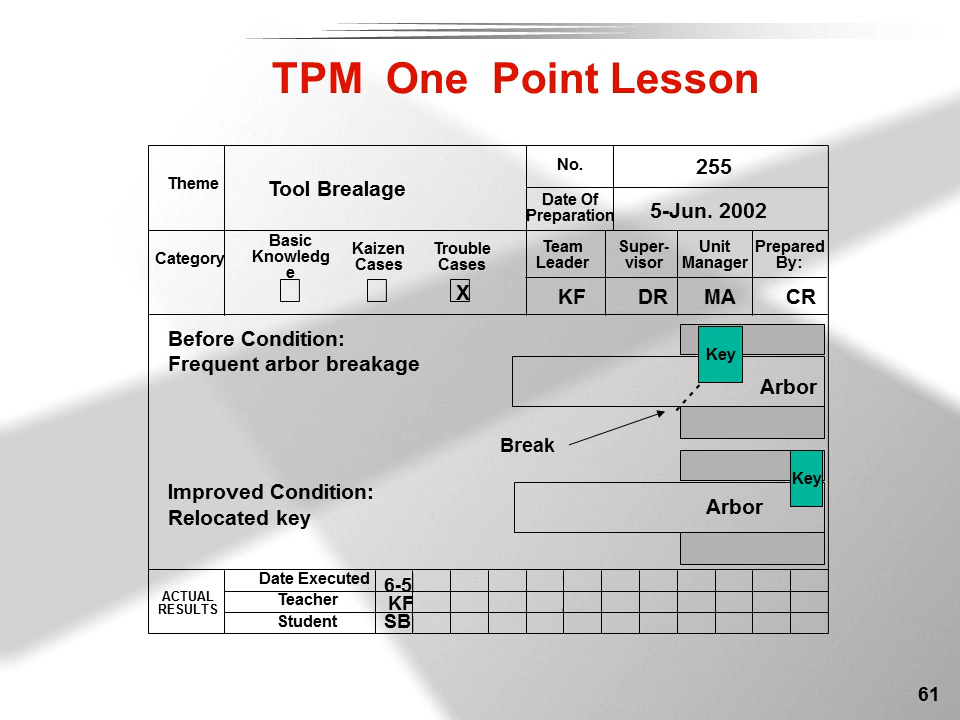 TPM One Point Lesson
Theme
Tool Brealage
No.
255
Date Of
Preparation
5-Jun. 2002
Category
Basic
Knowledg
e
Kaizen
Cases
Trouble
Cases
X
Team
Leader
Super-
visor
Unit
Manager
Prepared
By:
KF
DR
MA
CR
Before Condition:
Frequent arbor breakage
Key
Arbor
Break
Improved Condition:
Relocated key
Key
Arbor
ACTUAL
RESULTS
Date Executed
6-5
Teacher
KF
Student
SB
61